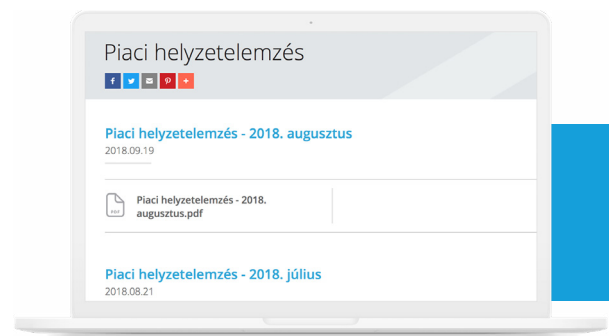 Piaci helyzetelemzés
Piaci helyzetelemzés - 2018. augusztus
2018.09.19
PDF
Piaci helyzetelemzés - 2018.
augusztus.pdf
Piaci helyzetelemzés - 2018. július
2018.08.21